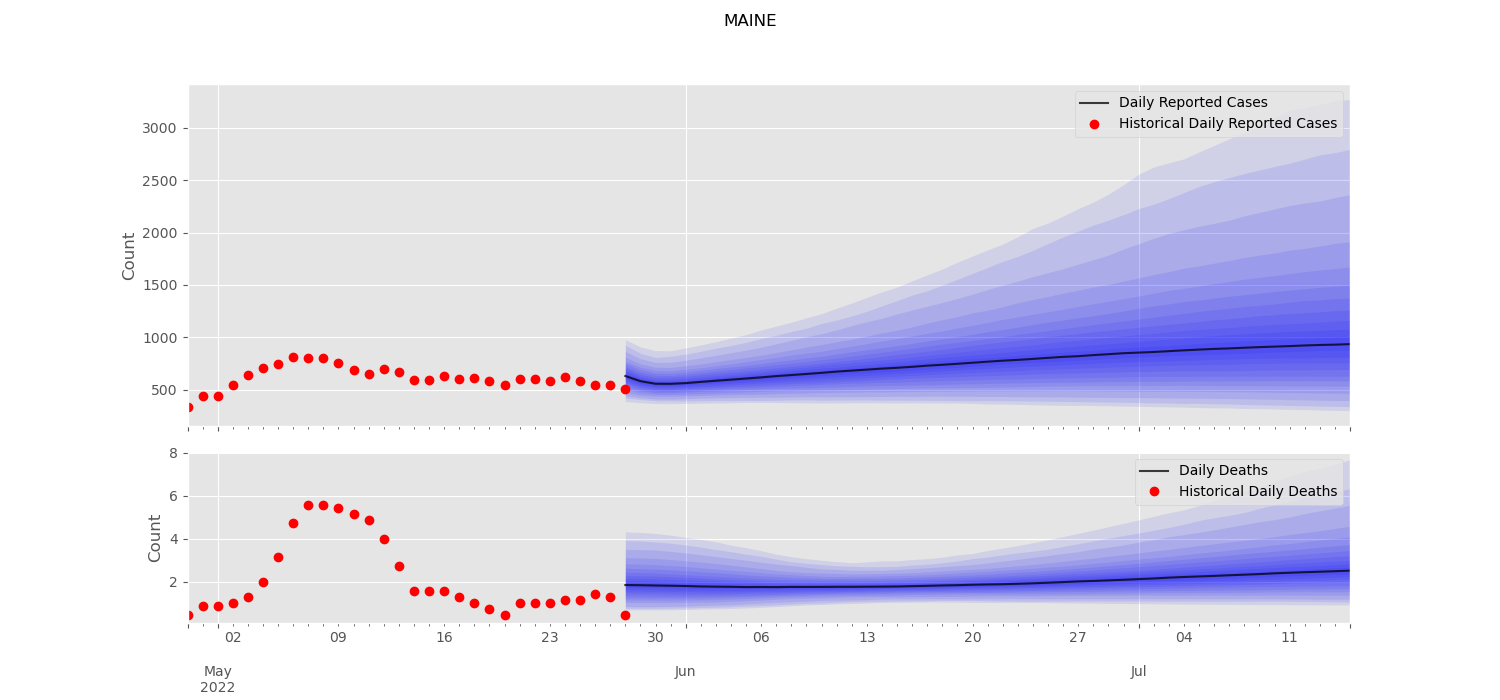 MAINE
Daily Reported Cases
Historical Daily Reported Cases
3000
2500
2000
1500
1000
500
Count
Daily Deaths
Historical Daily Deaths
8
6
4
2
Count
02 09 16 23 30 06 13 20 27 04 11
May Jun Jul
2022